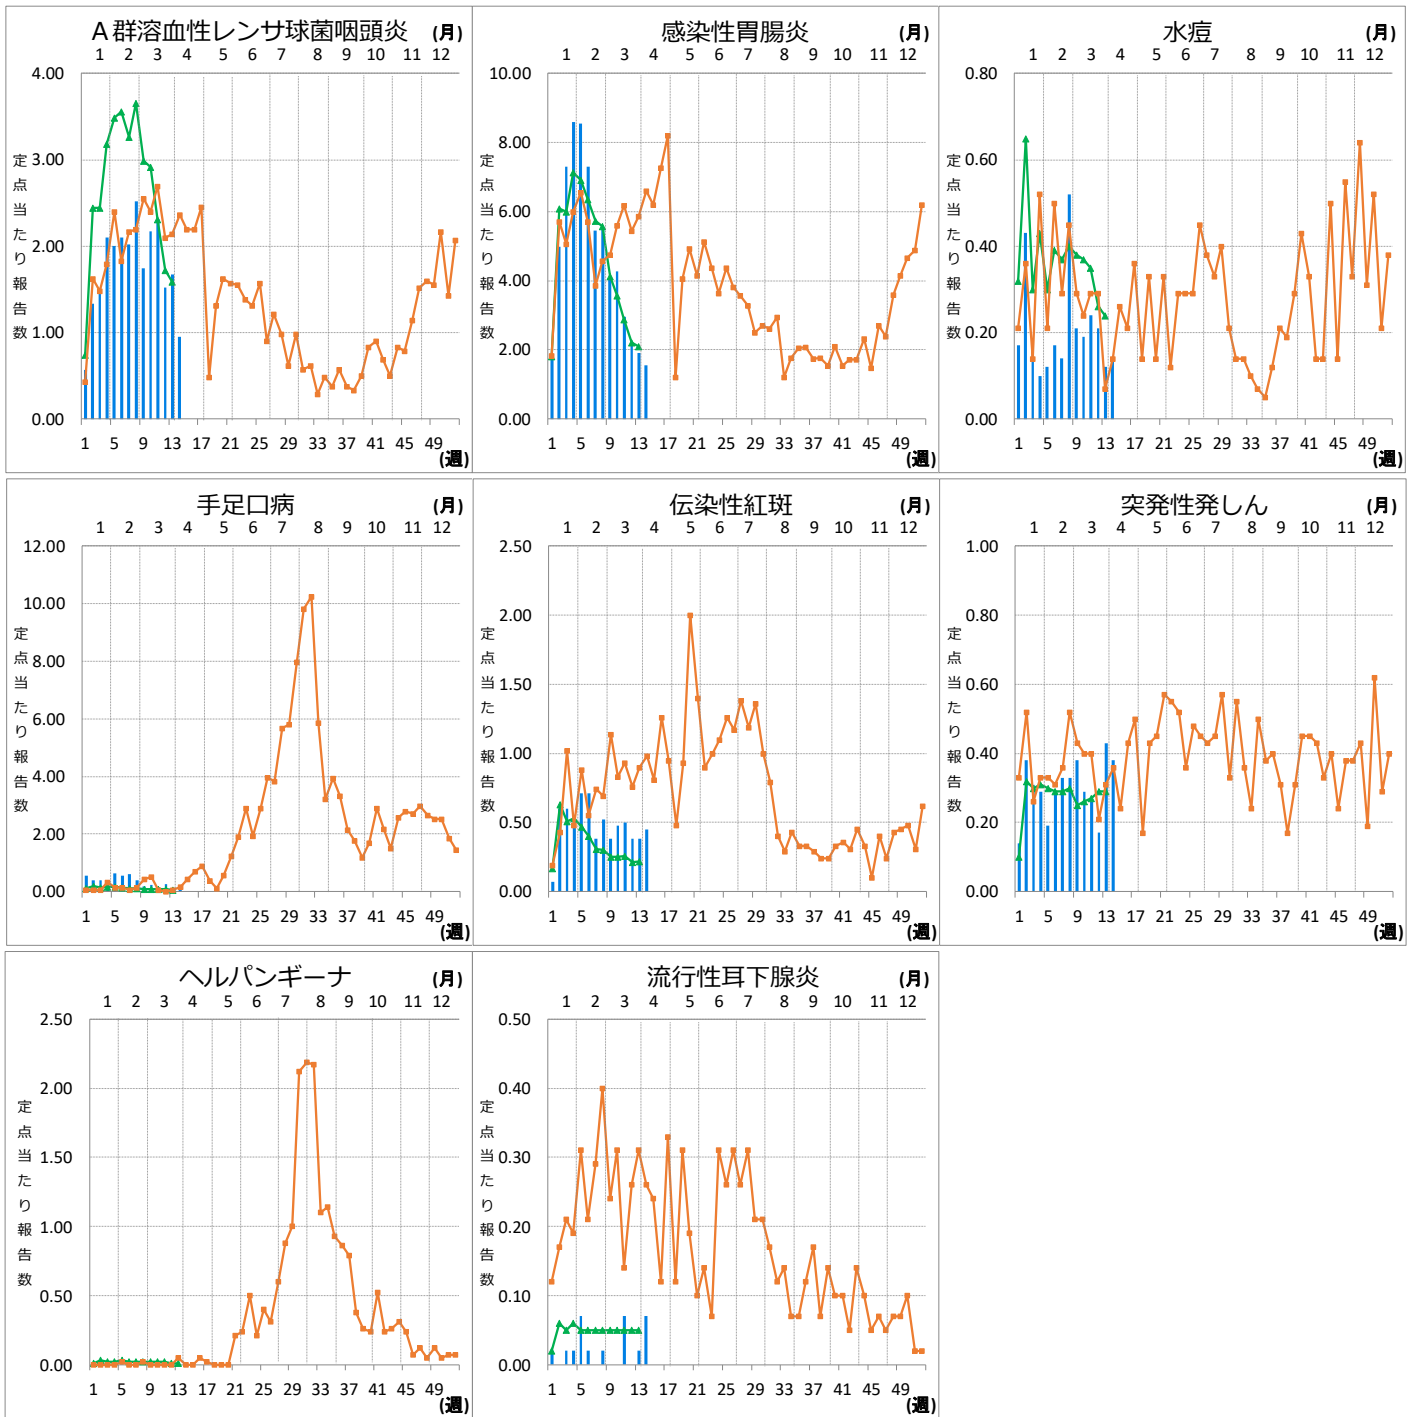 A群溶血性レンサ球菌咽頭炎 (月)
1 2 3 4 5 6 7 8 9 10 11 12
4.00
3.00
2.00
1.00
0.00
定点当たり報告数
1 5 9 13 17 21 25 29 33 37 41 45 49
(週)
感染性胃腸炎 (月)
1 2 3 4 5 6 7 8 9 10 11 12
10.00
8.00
6.00
4.00
2.00
0.00
定点当たり報告数
1 5 9 13 17 21 25 29 33 37 41 45 49
(週)
水痘 (月)
1 2 3 4 5 6 7 8 9 10 11 12
0.80
0.60
0.40
0.20
0.00
定点当たり報告数
1 5 9 13 17 21 25 29 33 37 41 45 49
(週)
手足口病 (月)
1 2 3 4 5 6 7 8 9 10 11 12
12.00
10.00
8.00
6.00
4.00
2.00
0.00
定点当たり報告数
1 5 9 13 17 21 25 29 33 37 41 45 49
(週)
伝染性紅斑 (月)
1 2 3 4 5 6 7 8 9 10 11 12
2.50
2.00
1.50
1.00
0.50
0.00
定点当たり報告数
1 5 9 13 17 21 25 29 33 37 41 45 49
(週)
突発性発しん (月)
1 2 3 4 5 6 7 8 9 10 11 12
1.00
0.80
0.60
0.40
0.20
0.00
定点当たり報告数
1 5 9 13 17 21 25 29 33 37 41 45 49
(週)
ヘルパンギーナ (月)
1 2 3 4 5 6 7 8 9 10 11 12
2.50
2.00
1.50
1.00
0.50
0.00
定点当たり報告数
1 5 9 13 17 21 25 29 33 37 41 45 49
(週)
流行性耳下腺炎 (月)
1 2 3 4 5 6 7 8 9 10 11 12
0.50
0.40
0.30
0.20
0.10
0.00
定点当たり報告数
1 5 9 13 17 21 25 29 33 37 41 45 49
(週)